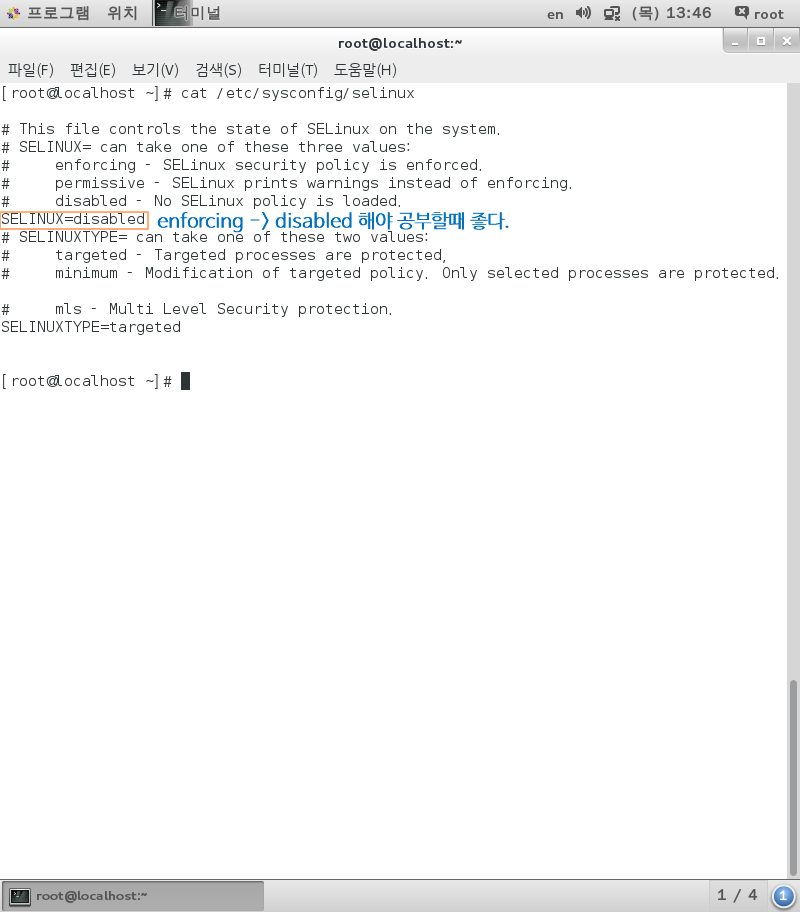 프로그램 위치 터미널 en (목) 13:46 root
root@localhost:~
파일(F) 편집(E) 보기(V) 검색(S) 터미널(T) 도움말(H)
[root@localhost ~]# cat /etc/sysconfig/selinux
# This file controls the state of SELinux on the system.
# SELINUX= can take one of these three values:
#     enforcing - SELinux security policy is enforced.
#     permissive - SELinux prints warnings instead of enforcing.
#     disabled - No SELinux policy is loaded.
SELINUX=disabled enforcing -> disabled 해야 공부할때 좋다.
# SELINUXTYPE= can take one of these two values:
#     targeted - Targeted processes are protected,
#     minimum - Modification of targeted policy. Only selected processes are protected.
#     mls - Multi Level Security protection.
SELINUXTYPE=targeted
[root@localhost ~]#
root@localhost:~ 1 / 4 1